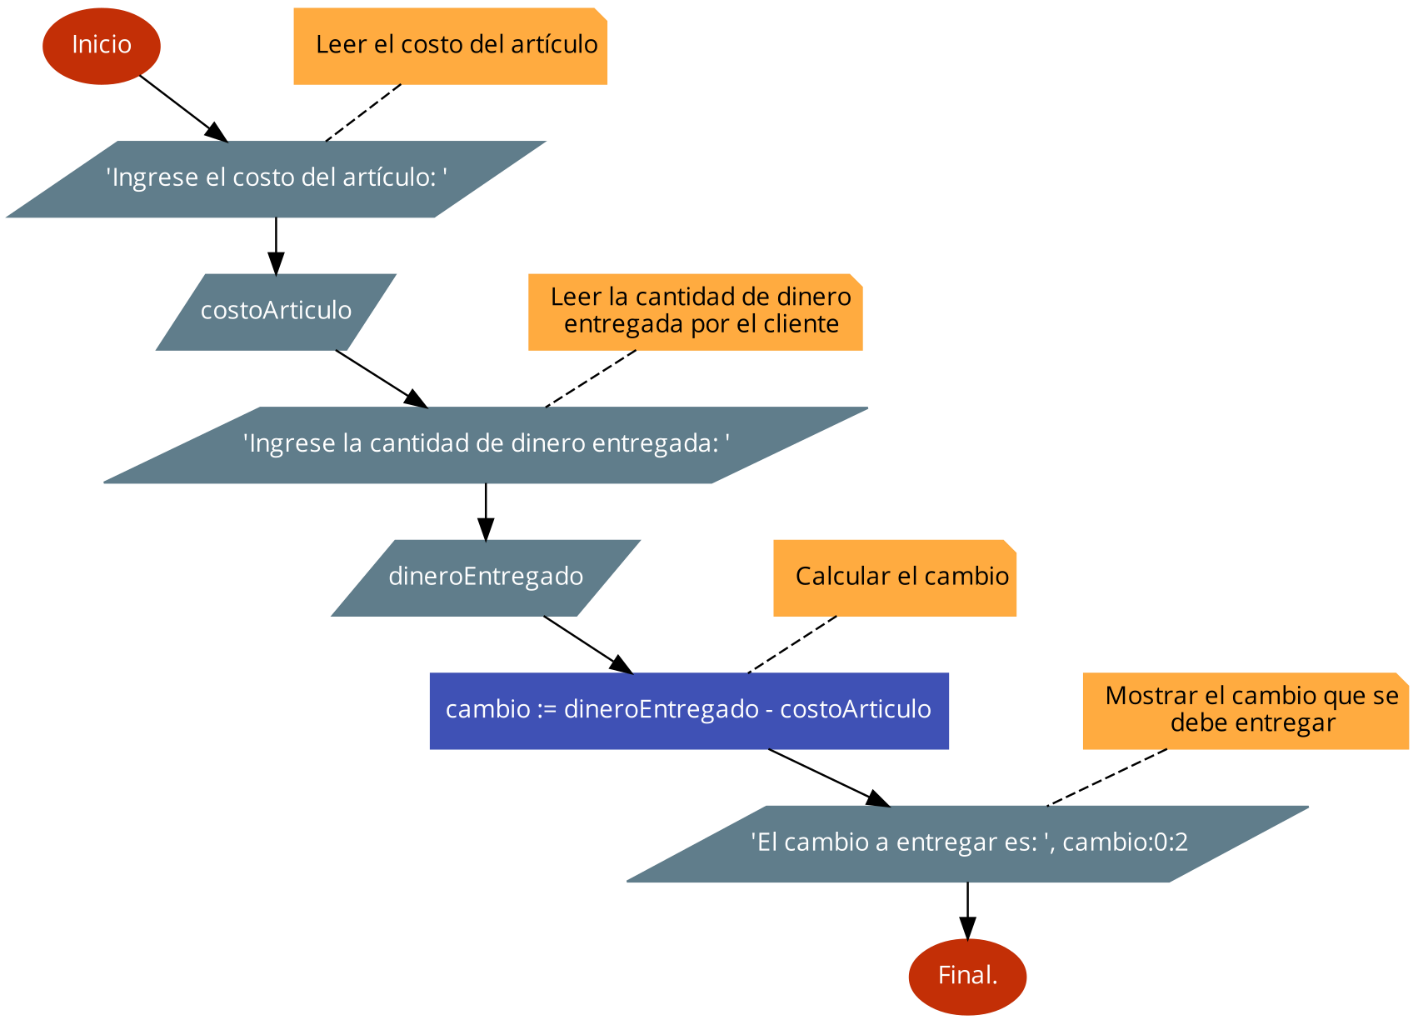 Inicio
Leer el costo del artículo
'Ingrese el costo del artículo: '
costoArticulo
Leer la cantidad de dinero
entregada por el cliente
'Ingrese la cantidad de dinero entregada: '
dineroEntregado
Calcular el cambio
cambio := dineroEntregado - costoArticulo
Mostrar el cambio que se
debe entregar
'El cambio a entregar es: ', cambio:0:2
Final.